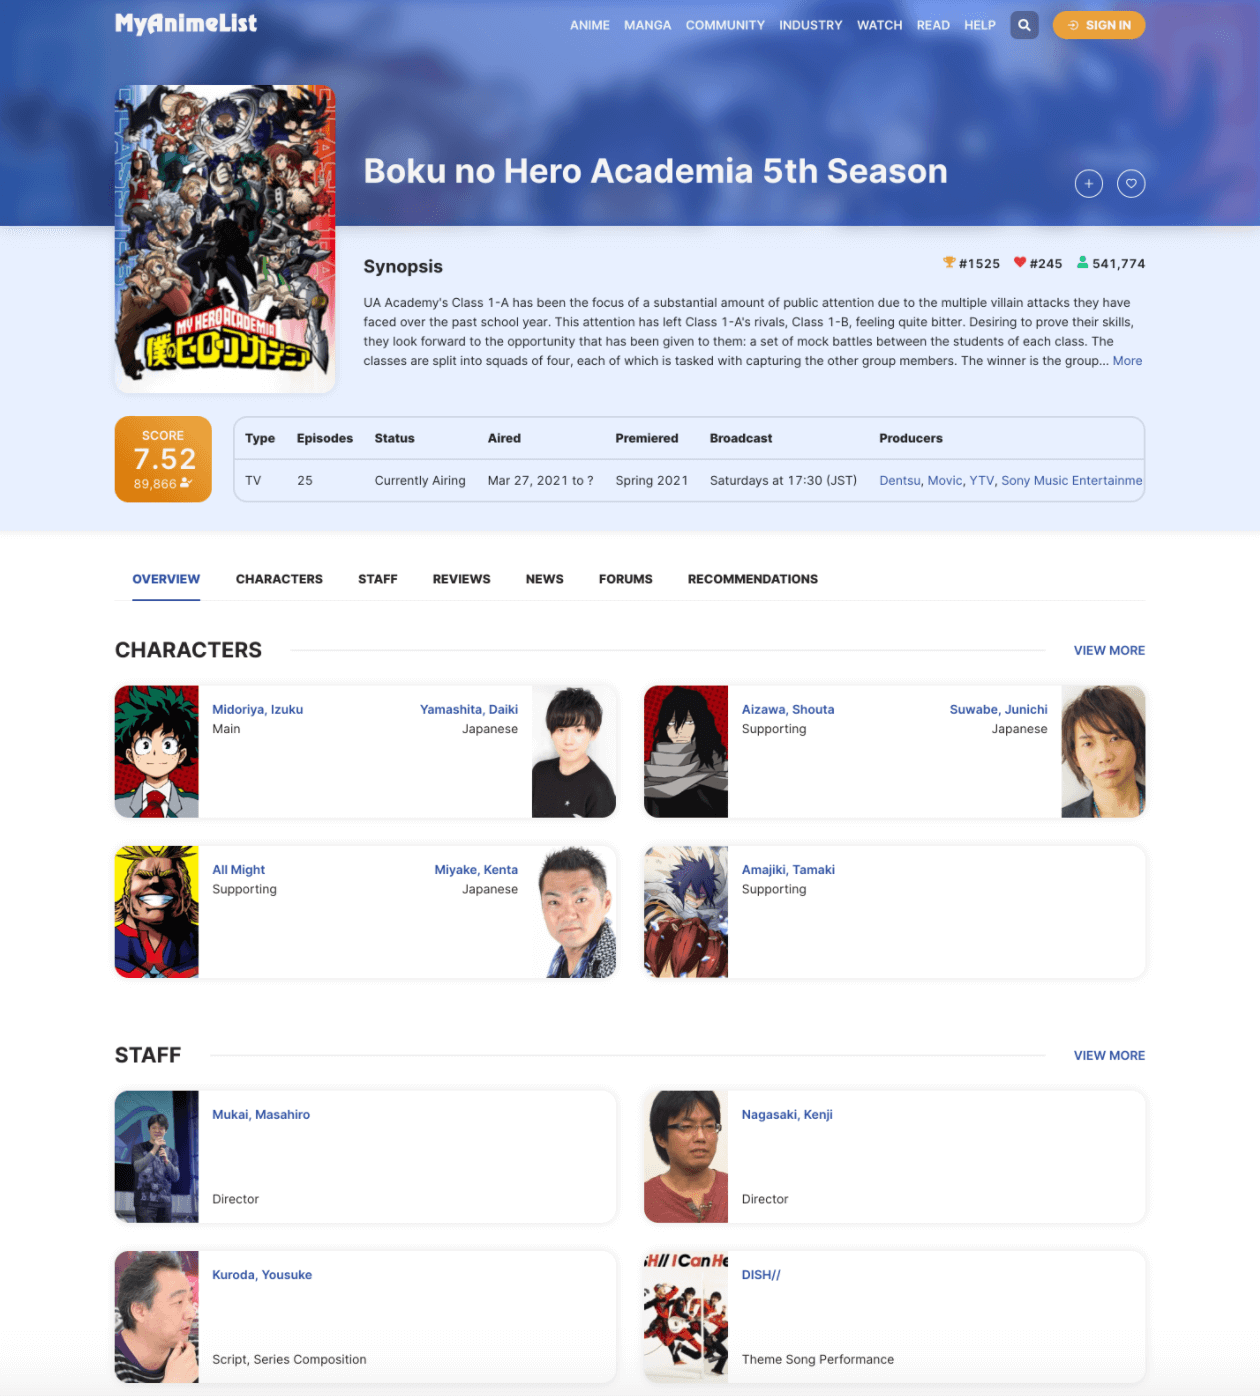 MyAnimeList
ANIME MANGA COMMUNITY INDUSTRY WATCH READ HELP SIGN IN
Boku no Hero Academia 5th Season
MY HERO ACADEMIA
僕のヒーローアカデミア
Synopsis
#1525 #245 541,774
UA Academy's Class 1-A has been the focus of a substantial amount of public attention due to the multiple villain attacks they have
faced over the past school year. This attention has left Class 1-A's rivals, Class 1-B, feeling quite bitter. Desiring to prove their skills,
they look forward to the opportunity that has been given to them: a set of mock battles between the students of each class. The
classes are split into squads of four, each of which is tasked with capturing the other group members. The winner is the group... More
SCORE
7.52
89,866
Type Episodes Status Aired Premiered Broadcast Producers
TV 25 Currently Airing Mar 27, 2021 to ? Spring 2021 Saturdays at 17:30 (JST) Dentsu, Movic, YTV, Sony Music Entertainme
OVERVIEW CHARACTERS STAFF REVIEWS NEWS FORUMS RECOMMENDATIONS
CHARACTERS VIEW MORE
Midoriya, Izuku Yamashita, Daiki
Main Japanese
Aizawa, Shouta Suwabe, Junichi
Supporting Japanese
All Might Miyake, Kenta
Supporting Japanese
Amajiki, Tamaki
Supporting
STAFF VIEW MORE
Mukai, Masahiro
Director
Nagasaki, Kenji
Director
Kuroda, Yousuke
Script, Series Composition
SH// I Can He
DISH//
Theme Song Performance